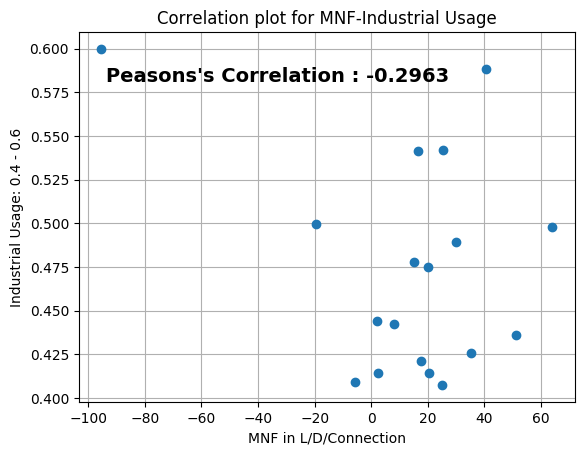 Correlation plot for MNF-Industrial Usage
Peasons's Correlation : -0.2963
Industrial Usage: 0.4 - 0.6
0.600
0.575
0.550
0.525
0.500
0.475
0.450
0.425
0.400
−100 −80 −60 −40 −20 0 20 40 60
MNF in L/D/Connection